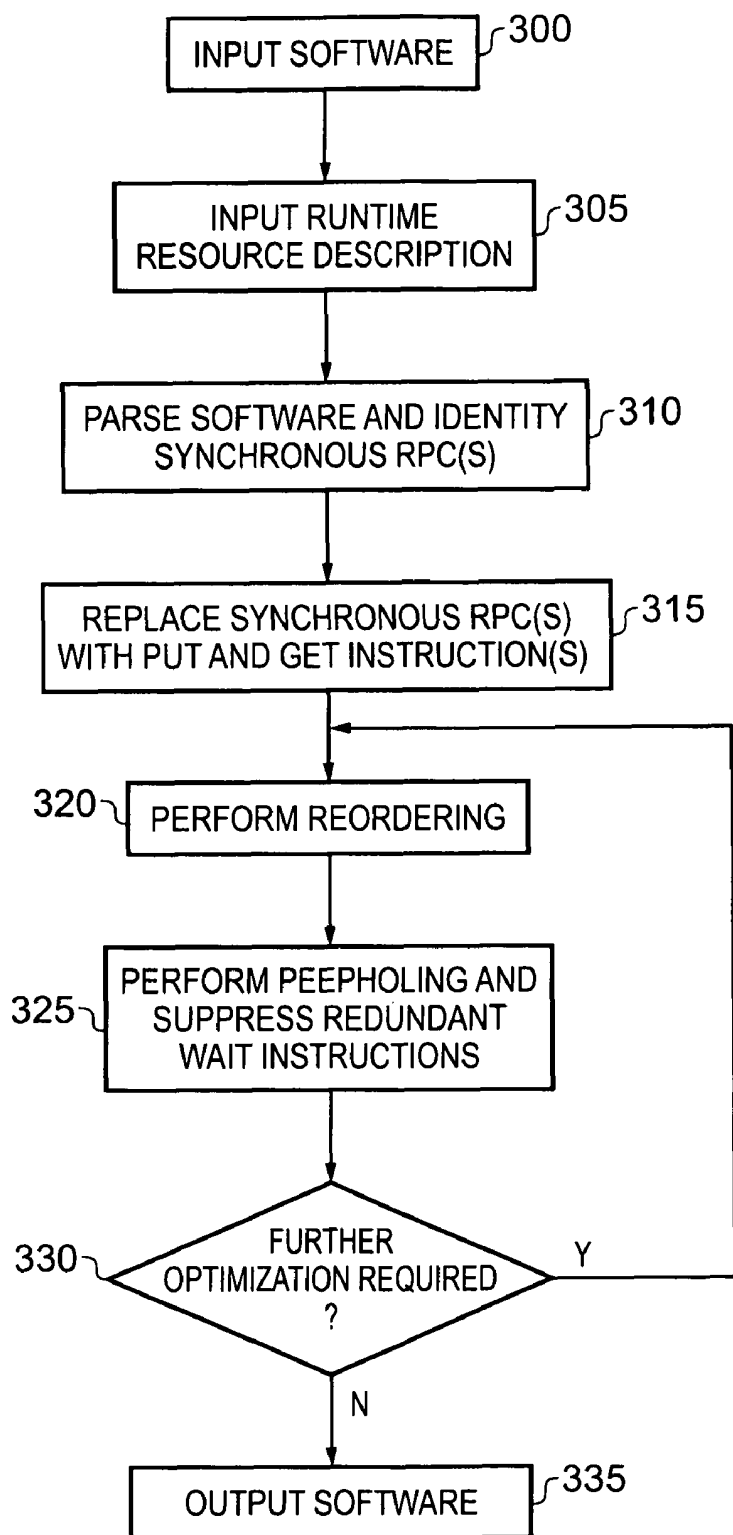 INPUT SOFTWARE
300
INPUT RUNTIME
RESOURCE DESCRIPTION
305
PARSE SOFTWARE AND IDENTITY
SYNCHRONOUS RPC(S)
310
REPLACE SYNCHRONOUS RPC(S)
WITH PUT AND GET INSTRUCTION(S)
315
320
PERFORM REORDERING
325
PERFORM PEEPHOLING AND
SUPPRESS REDUNDANT
WAIT INSTRUCTIONS
330
FURTHER
OPTIMIZATION REQUIRED
?
Y
N
OUTPUT SOFTWARE
335